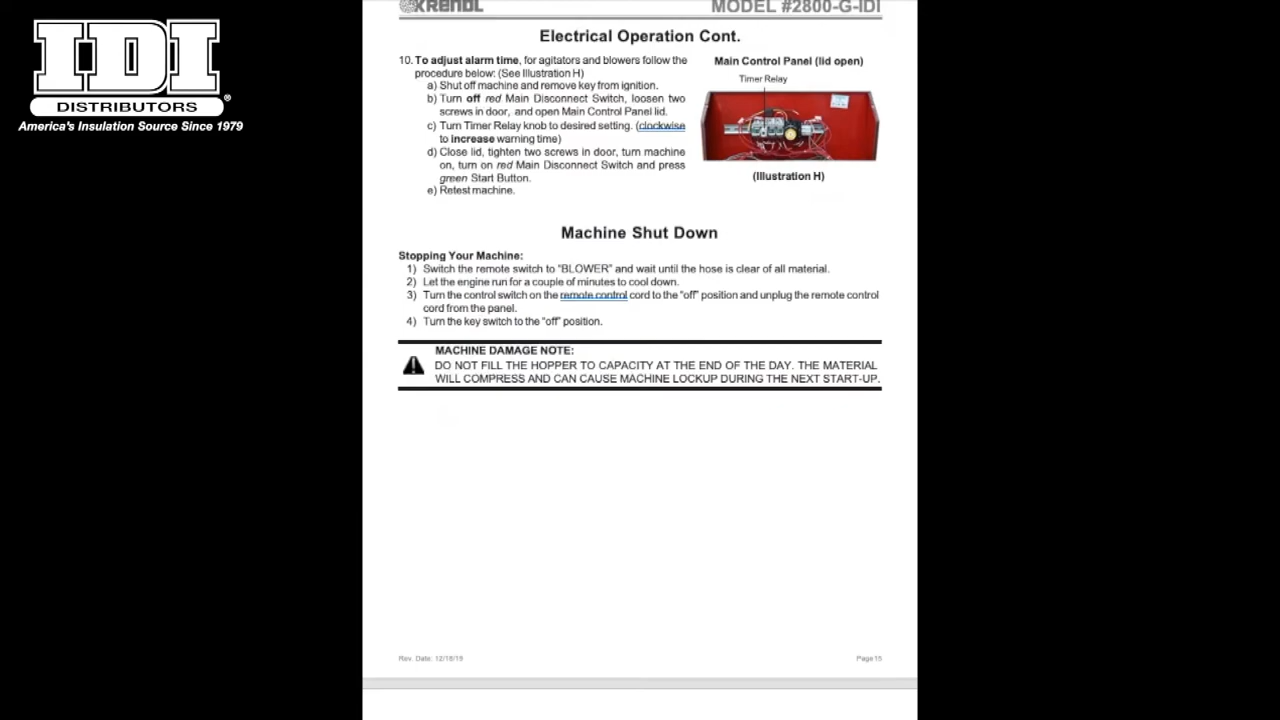 IDI
DISTRIBUTORS®
America's Insulation Source Since 1979
KRENDL
MODEL #2800-G-IDI
Electrical Operation Cont.
10. To adjust alarm time, for agitators and blowers follow the
procedure below: (See Illustration H)
a) Shut off machine and remove key from ignition.
b) Turn off red Main Disconnect Switch, loosen two
screws in door, and open Main Control Panel lid.
c) Turn Timer Relay knob to desired setting. (clockwise
to increase warning time)
d) Close lid, tighten two screws in door, turn machine
on, turn on red Main Disconnect Switch and press
green Start Button.
e) Retest machine.
Main Control Panel (lid open)
Timer Relay
(Illustration H)
Machine Shut Down
Stopping Your Machine:
1) Switch the remote switch to "BLOWER" and wait until the hose is clear of all material.
2) Let the engine run for a couple of minutes to cool down.
3) Turn the control switch on the remote control cord to the "off" position and unplug the remote control
cord from the panel.
4) Turn the key switch to the "off" position.
MACHINE DAMAGE NOTE:
DO NOT FILL THE HOPPER TO CAPACITY AT THE END OF THE DAY. THE MATERIAL
WILL COMPRESS AND CAN CAUSE MACHINE LOCKUP DURING THE NEXT START-UP.
Rev. Date: 12/18/19
Page 15